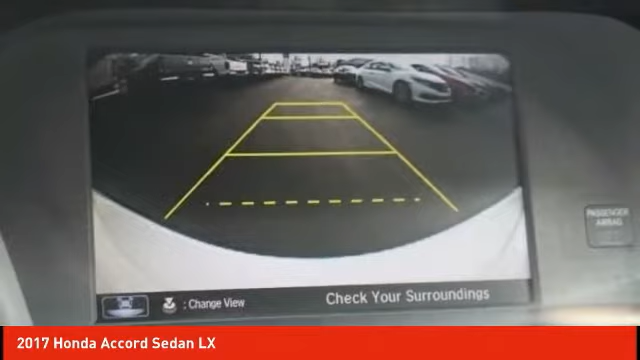 PASSENGER
AIRBAG
: Change View
Check Your Surroundings
2017 Honda Accord Sedan LX